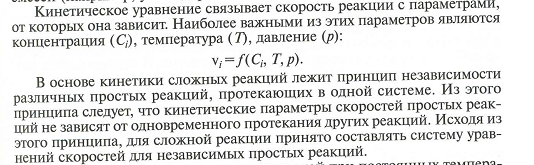 Кинетическое уравнение связывает скорость реакции с параметрами,
от которых она зависит. Наиболее важными из этих параметров являются
концентрация (Ci), температура (T), давление (p):
vi = f(Ci, T, p).
В основе кинетики сложных реакций лежит принцип независимости
различных простых реакций, протекающих в одной системе. Из этого
принципа следует, что кинетические параметры скоростей простых реак-
ций не зависят от одновременного протекания других реакций. Исходя из
этого принципа, для сложной реакции принято составлять систему урав-
нений скоростей для независимых простых реакций.